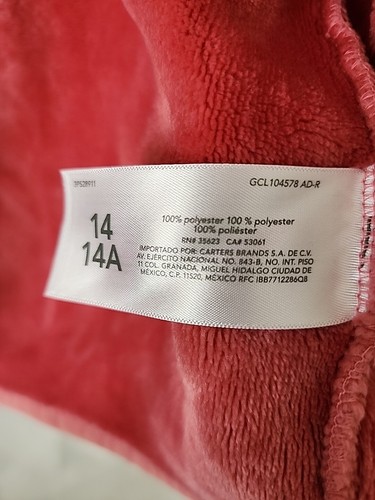 3P528911
GCL104578 AD-R
14
14A
100% polyester 100 % polyester
100% poliéster
RN# 35623 CA# 53061
IMPORTADO POR: CARTERS BRANDS S.A. DE C.V.
AV. EJÉRCITO NACIONAL NO. 843-B, NO. INT. PISO
11 COL. GRANADA, MIGUEL HIDALGO CIUDAD DE
MÉXICO, C.P. 11520, MÉXICO RFC IBB7712286Q8